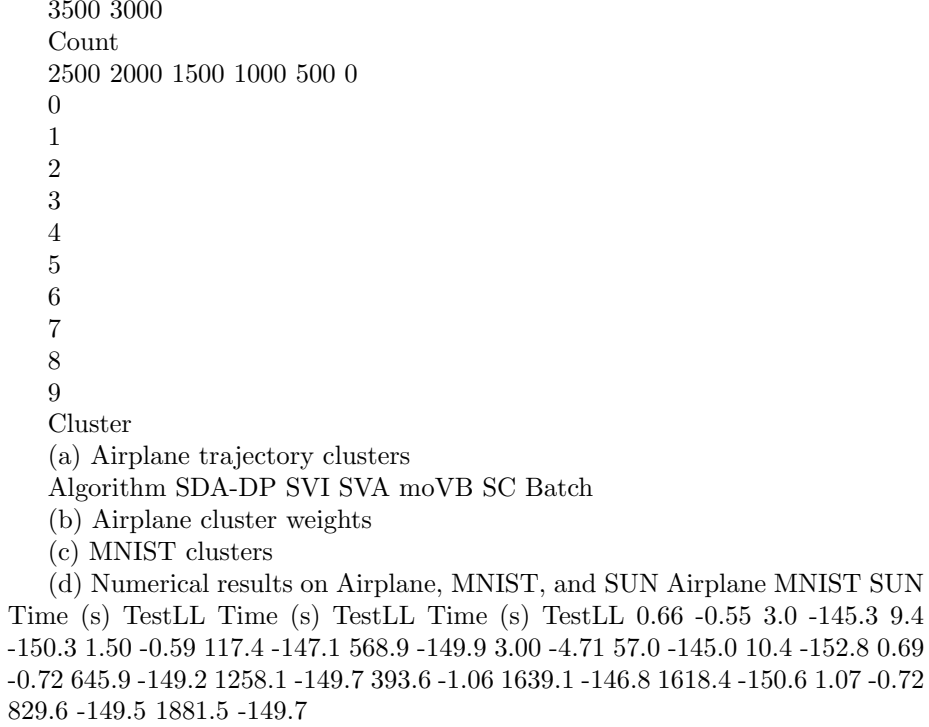 3500 3000
Count
2500 2000 1500 1000 500 0
0
1
2
3
4
5
6
7
8
9
Cluster
(a) Airplane trajectory clusters
Algorithm SDA-DP SVI SVA moVB SC Batch
(b) Airplane cluster weights
(c) MNIST clusters
(d) Numerical results on Airplane, MNIST, and SUN Airplane MNIST SUN
Time (s) TestLL Time (s) TestLL Time (s) TestLL 0.66 -0.55 3.0 -145.3 9.4
-150.3 1.50 -0.59 117.4 -147.1 568.9 -149.9 3.00 -4.71 57.0 -145.0 10.4 -152.8 0.69
-0.72 645.9 -149.2 1258.1 -149.7 393.6 -1.06 1639.1 -146.8 1618.4 -150.6 1.07 -0.72
829.6 -149.5 1881.5 -149.7